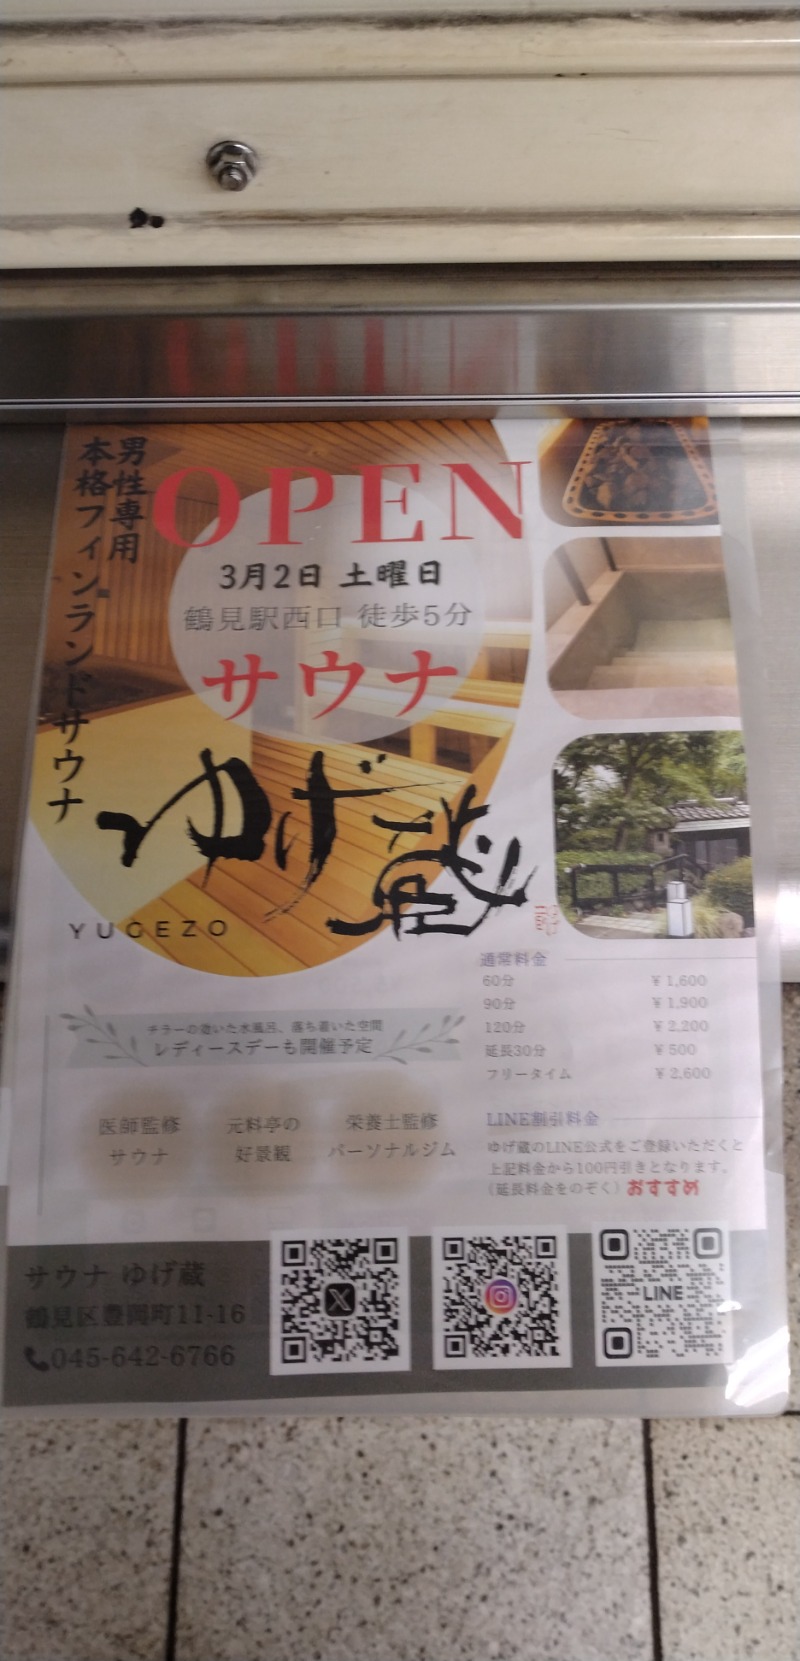 男性専用
本格フィンランドサウナ
OPEN
3月2日 土曜日
鶴見駅西口 徒歩5分
サウナ
ゆげ蔵
YUGEZO
チラーの効いた水風呂、落ち着いた空間
レディースデーも開催予定
医師監修
サウナ
元料亭の
好景観
栄養士監修
パーソナルジム
通常料金
60分 ¥1,600
90分 ¥1,900
120分 ¥2,200
延長30分 ¥500
フリータイム ¥2,600
LINE割引料金
ゆげ蔵のLINE公式をご登録いただくと
上記料金から100円引きとなります。
(延長料金をのぞく)おすすめ
サウナ ゆげ蔵
鶴見区豊岡町11-16
045-642-6766
X
LINE